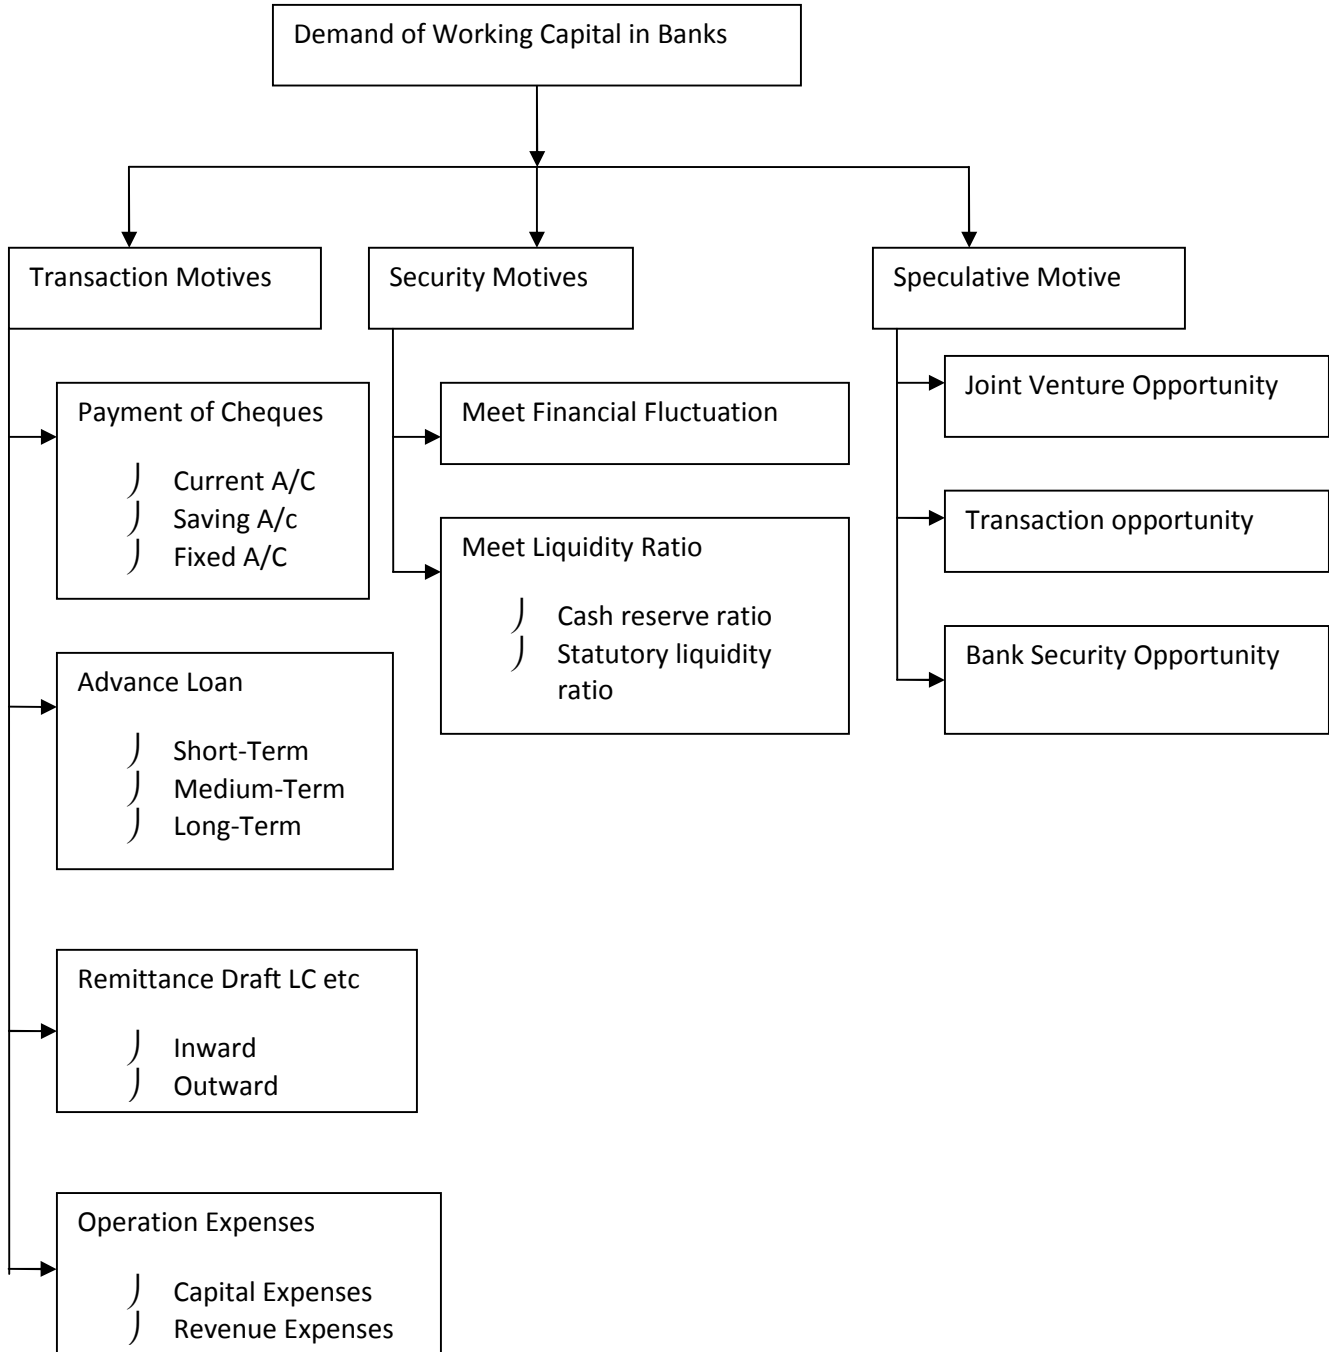 Demand of Working Capital in Banks
Transaction Motives
Security Motives
Speculative Motive
Payment of Cheques
Current A/C
Saving A/c
Fixed A/C
Advance Loan
Short-Term
Medium-Term
Long-Term
Remittance Draft LC etc
Inward
Outward
Operation Expenses
Capital Expenses
Revenue Expenses
Meet Financial Fluctuation
Meet Liquidity Ratio
Cash reserve ratio
Statutory liquidity
ratio
Joint Venture Opportunity
Transaction opportunity
Bank Security Opportunity